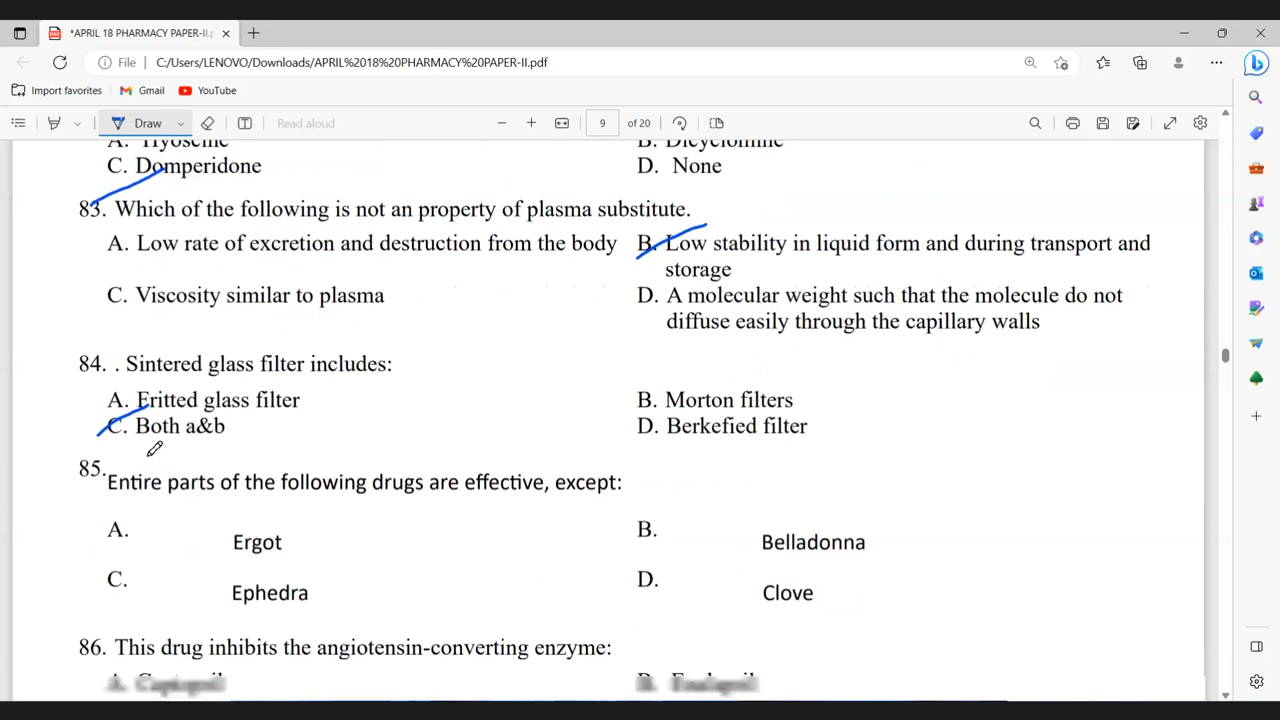 *APRIL 18 PHARMACY PAPER-II.p
File C:/Users/LENOVO/Downloads/APRIL%2018%20PHARMACY%20PAPER-II.pdf
Import favorites Gmail YouTube
Draw Read aloud 9 of 20
A. Hyoscine B. Dicyclomine
C. Domperidone D. None
83. Which of the following is not an property of plasma substitute.
A. Low rate of excretion and destruction from the body B. Low stability in liquid form and during transport and
storage
C. Viscosity similar to plasma D. A molecular weight such that the molecule do not
diffuse easily through the capillary walls
84. . Sintered glass filter includes:
A. Fritted glass filter B. Morton filters
C. Both a&b D. Berkefied filter
85. Entire parts of the following drugs are effective, except:
A. Ergot B. Belladonna
C. Ephedra D. Clove
86. This drug inhibits the angiotensin-converting enzyme: